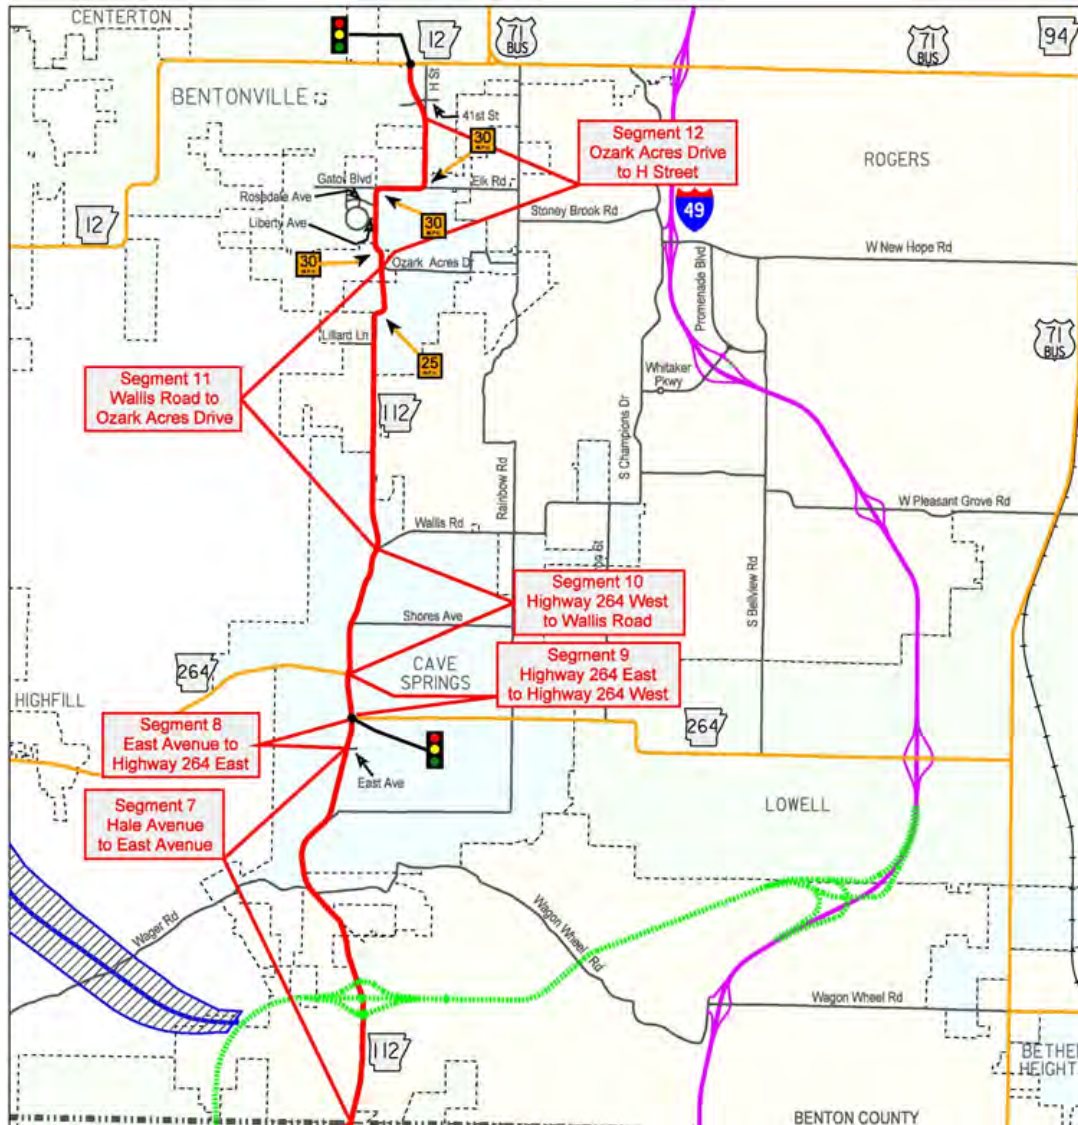 CENTERTON
12
71
BUS
71
BUS
94
S H St
BENTONVILLE
41st St
30
MPH
Segment 12
Ozark Acres Drive
to H Street
ROGERS
Gator Blvd
Elk Rd
Rosedale Ave
Stoney Brook Rd
49
12
Liberty Ave
30
MPH
W New Hope Rd
30
MPH
Ozark Acres Dr
Promenade Blvd
Lillard Ln
71
BUS
25
MPH
Whitaker
Pkwy
Segment 11
Wallis Road to
Ozark Acres Drive
112
S Champions Dr
Rainbow Rd
W Pleasant Grove Rd
Wallis Rd
S Bellview Rd
Segment 10
Highway 264 West
to Wallis Road
Shores Ave
264
CAVE
SPRINGS
Segment 9
Highway 264 East
to Highway 264 West
HIGHFILL
Segment 8
East Avenue to
Highway 264 East
264
East Ave
Segment 7
Hale Avenue
to East Avenue
LOWELL
Wager Rd
Wagon Wheel Rd
Wagon Wheel Rd
112
BETHE
HEIGHT
BENTON COUNTY